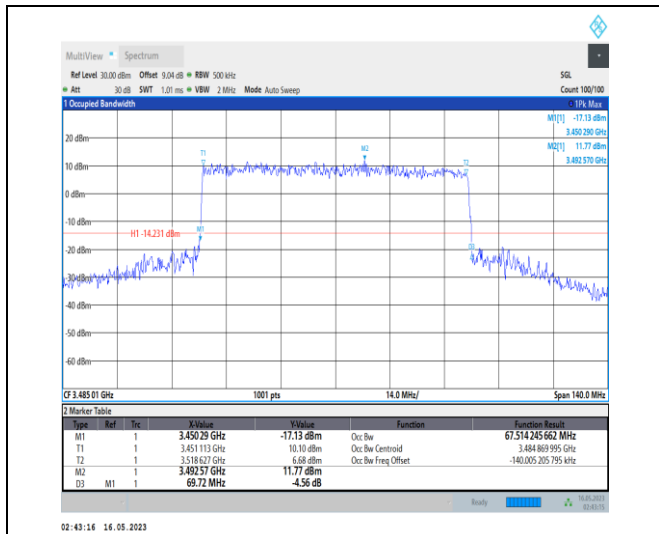 MultiView Spectrum
Ref Level 30.00 dBm Offset 9.04 dB RBW 500 kHz SGL
Att 30 dB SWT 1.01 ms VBW 2 MHz Mode Auto Sweep Count 100/100
1 Occupied Bandwidth 1Pk Max
M1[1] -17.13 dBm
3.450 290 GHz
M2[1] 11.77 dBm
3.492 570 GHz
20 dBm
T1 M2 T2
10 dBm
0 dBm
-10 dBm
M1
H1 -14.231 dBm
-20 dBm
D3
-30 dBm
-40 dBm
-50 dBm
-60 dBm
CF 3.485 01 GHz 1001 pts 14.0 MHz/ Span 140.0 MHz
2 Marker Table
Type Ref Trc X-Value Y-Value Function Function Result
M1 1 3.450 29 GHz -17.13 dBm Occ Bw 67.514 245 662 MHz
T1 1 3.451 113 GHz 10.10 dBm Occ Bw Centroid 3.484 869 995 GHz
T2 1 3.518 627 GHz 6.68 dBm Occ Bw Freq Offset -140.005 205 795 kHz
M2 1 3.492 57 GHz 11.77 dBm
D3 M1 1 69.72 MHz -4.56 dB
Ready 16.05.2023
02:43:15
02:43:16 16.05.2023